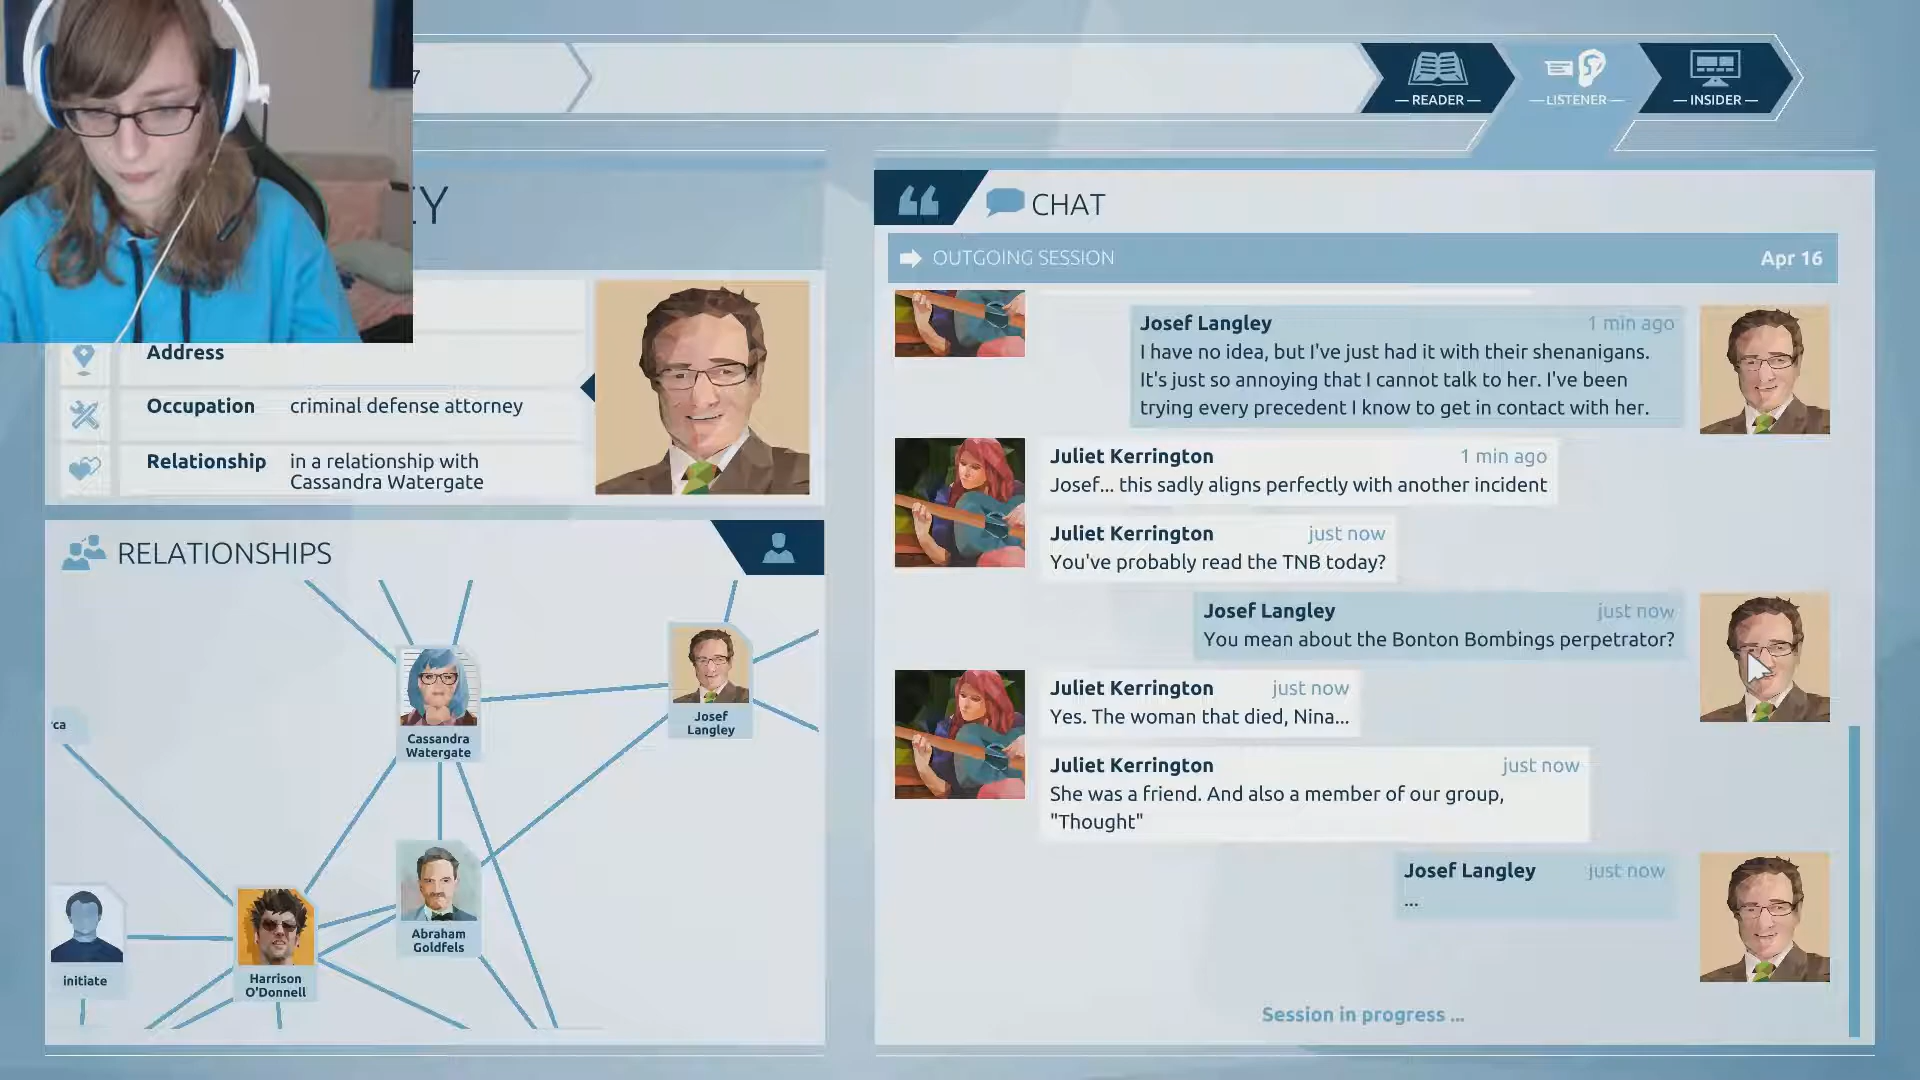 7
READER
LISTENER
INSIDER
EY
Address
Occupation
criminal defense attorney
Relationship
in a relationship with
Cassandra Watergate
RELATIONSHIPS
Cassandra
Watergate
Josef
Langley
ca
Abraham
Goldfels
initiate
Harrison
O'Donnell
CHAT
OUTGOING SESSION
Apr 16
Josef Langley
1 min ago
I have no idea, but I've just had it with their shenanigans.
It's just so annoying that I cannot talk to her. I've been
trying every precedent I know to get in contact with her.
Juliet Kerrington
1 min ago
Josef... this sadly aligns perfectly with another incident
Juliet Kerrington
just now
You've probably read the TNB today?
Josef Langley
just now
You mean about the Bonton Bombings perpetrator?
Juliet Kerrington
just now
Yes. The woman that died, Nina...
Juliet Kerrington
just now
She was a friend. And also a member of our group,
"Thought"
Josef Langley
just now
...
Session in progress ...